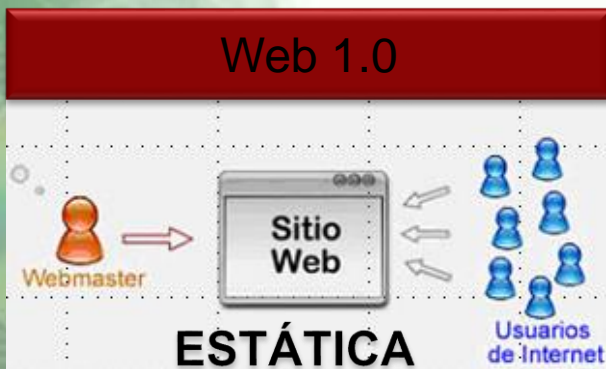 Web 1.0
Sitio
Web
Webmaster
ESTÁTICA
Usuarios
de Internet